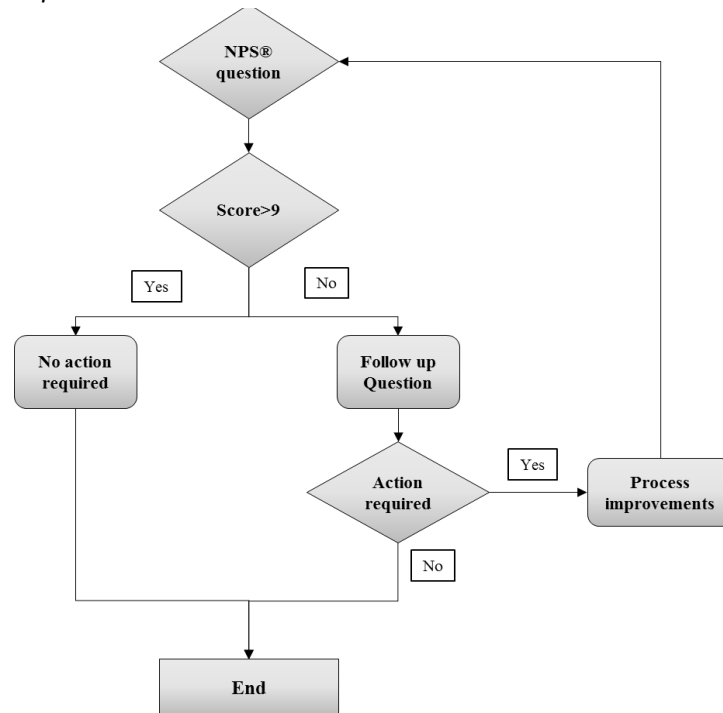 NPS®
question
Score>9
Yes
No
No action
required
Follow up
Question
Action
required
Yes
Process
improvements
No
End